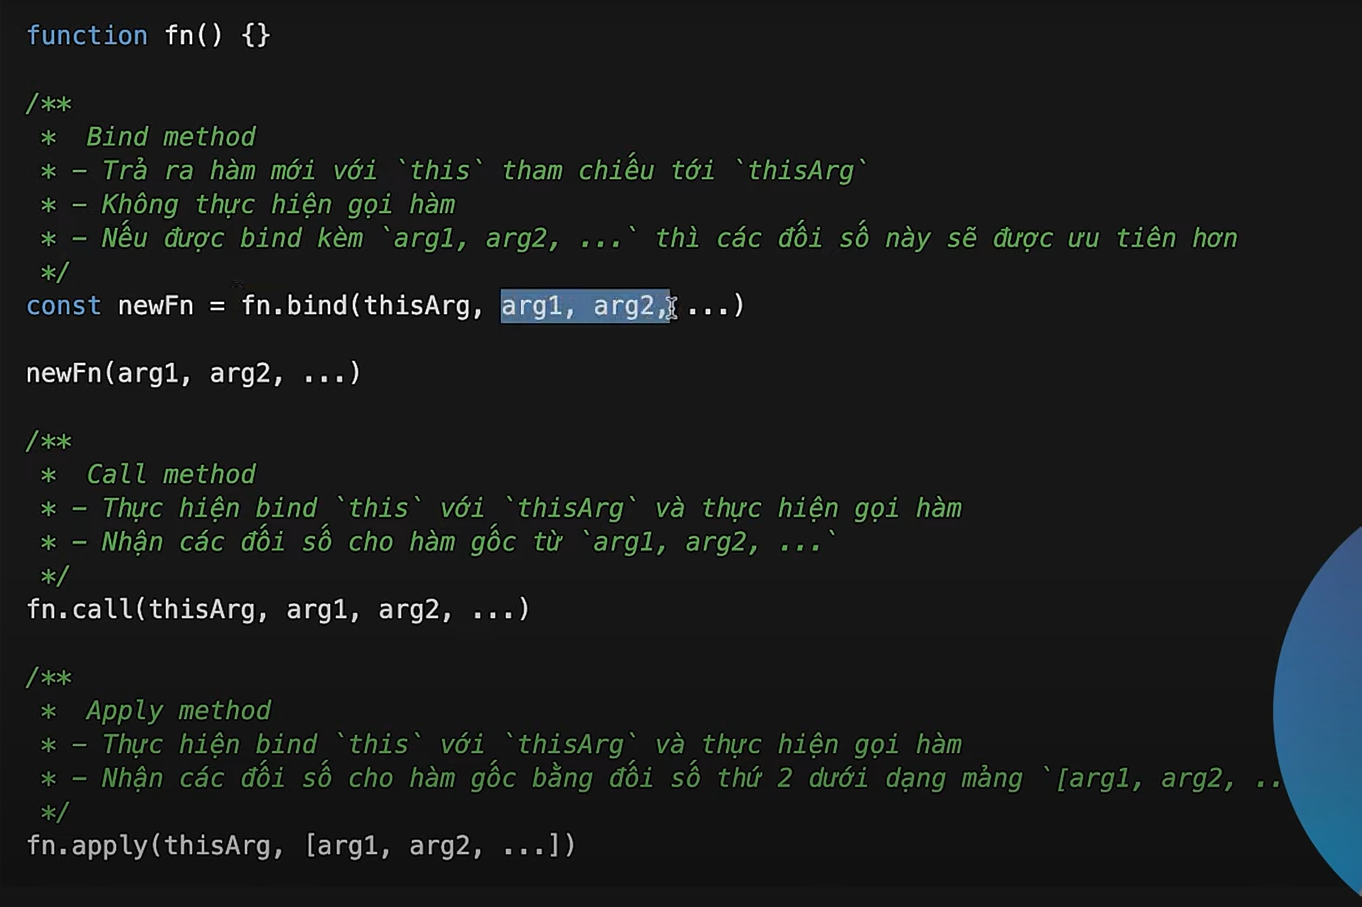 function fn() {}
/**
 *  Bind method
 * – Trả ra hàm mới với `this` tham chiếu tới `thisArg`
 * – Không thực hiện gọi hàm
 * – Nếu được bind kèm `arg1, arg2, ...` thì các đối số này sẽ được ưu tiên hơn
 */
const newFn = fn.bind(thisArg, arg1, arg2, ...)
newFn(arg1, arg2, ...)
/**
 *  Call method
 * – Thực hiện bind `this` với `thisArg` và thực hiện gọi hàm
 * – Nhận các đối số cho hàm gốc từ `arg1, arg2, ...`
 */
fn.call(thisArg, arg1, arg2, ...)
/**
 *  Apply method
 * – Thực hiện bind `this` với `thisArg` và thực hiện gọi hàm
 * – Nhận các đối số cho hàm gốc bằng đối số thứ 2 dưới dạng mảng `[arg1, arg2, ..
 */
fn.apply(thisArg, [arg1, arg2, ...])